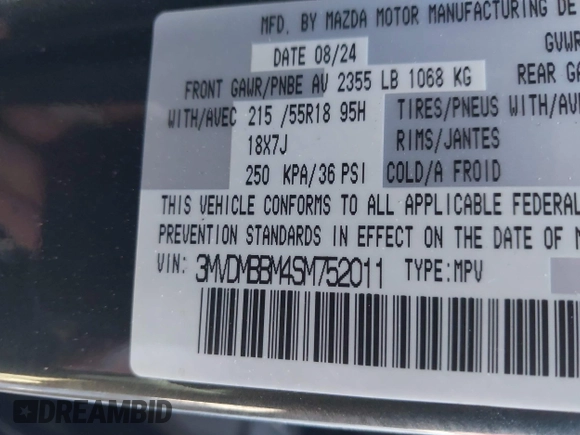 MFD. BY MAZDA MOTOR MANUFACTURING DE
DATE 08/24 GVWR
FRONT GAWR/PNBE AV 2355 LB 1068 KG REAR GA
WITH/AVEC 215 /55R18 95H TIRES/PNEUS WITH/AVE
18X7J RIMS/JANTES
250 KPA/36 PSI COLD/A FROID
THIS VEHICLE CONFORMS TO ALL APPLICABLE FEDERAL
PREVENTION STANDARDS IN EFFECT ON THE DATE OF
VIN: 3MVDMBBM4SM752011 TYPE:MPV
DREAMBID